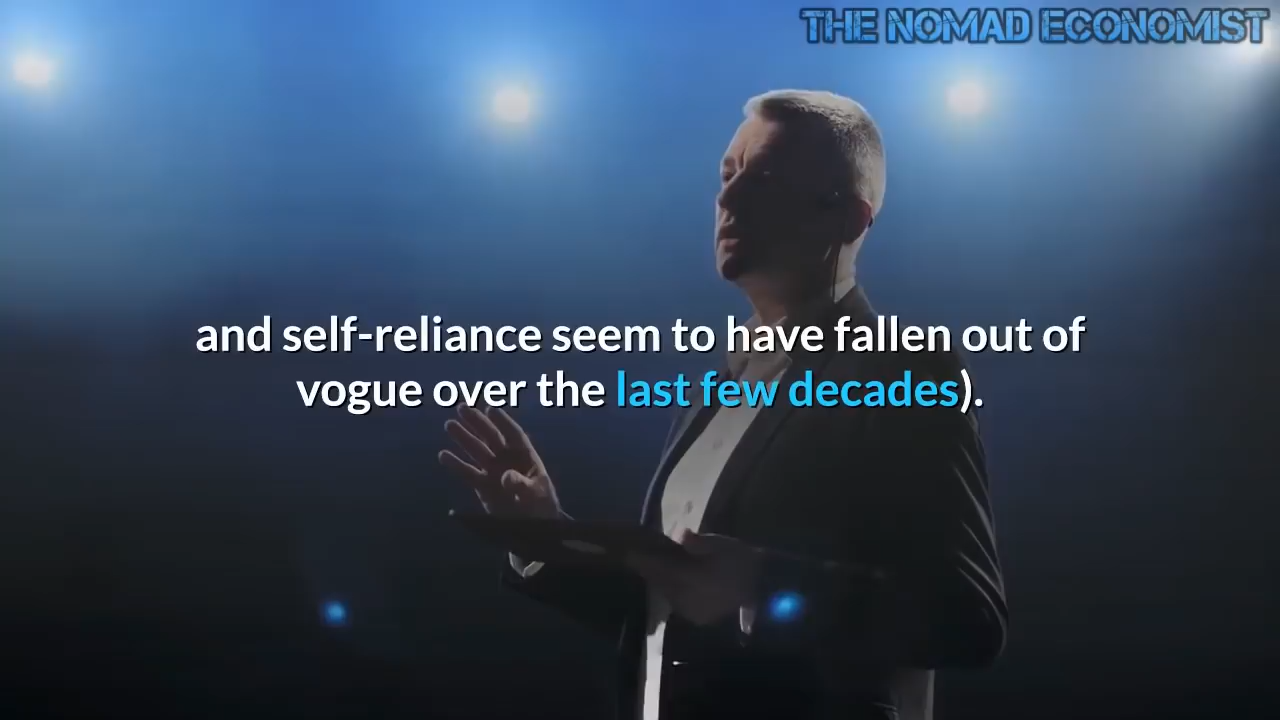 THE NOMAD ECONOMIST
and self-reliance seem to have fallen out of
vogue over the last few decades).